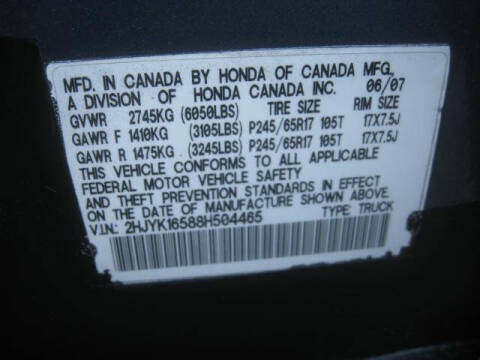 MFD. IN CANADA BY HONDA OF CANADA MFG.
A DIVISION OF HONDA CANADA INC. 06/07
GVWR 2745KG (6050LBS) TIRE SIZE RIM SIZE
GAWR F 1410KG (3105LBS) P245/65R17 105T 17X7.5J
GAWR R 1475KG (3245LBS) P245/65R17 105T 17X7.5J
THIS VEHICLE CONFORMS TO ALL APPLICABLE
FEDERAL MOTOR VEHICLE SAFETY
AND THEFT PREVENTION STANDARDS IN EFFECT
ON THE DATE OF MANUFACTURE SHOWN ABOVE.
V.I.N: 2HJYK16588H504465 TYPE: TRUCK